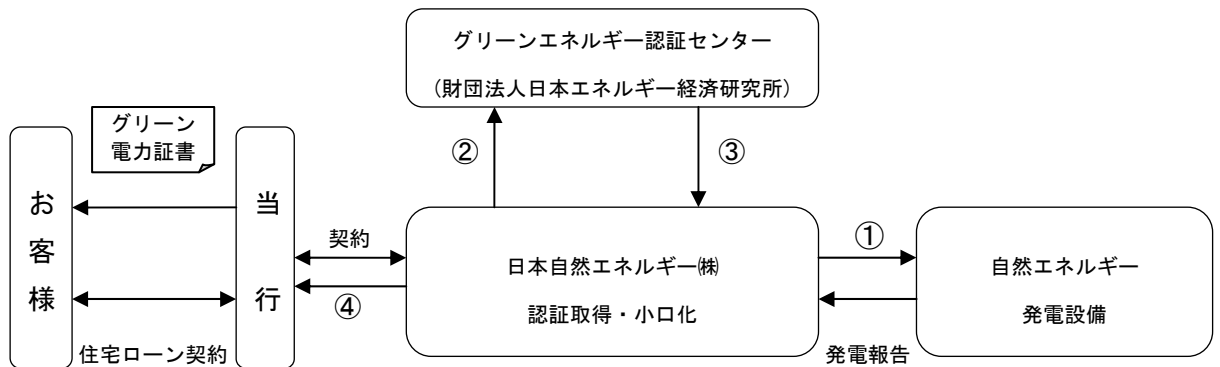 グリーンエネルギー認証センター
（財団法人日本エネルギー経済研究所）
グリーン
電力証書
②
③
お客様
当行
契約
④
日本自然エネルギー㈱
認証取得・小口化
①
自然エネルギー
発電設備
住宅ローン契約
発電報告